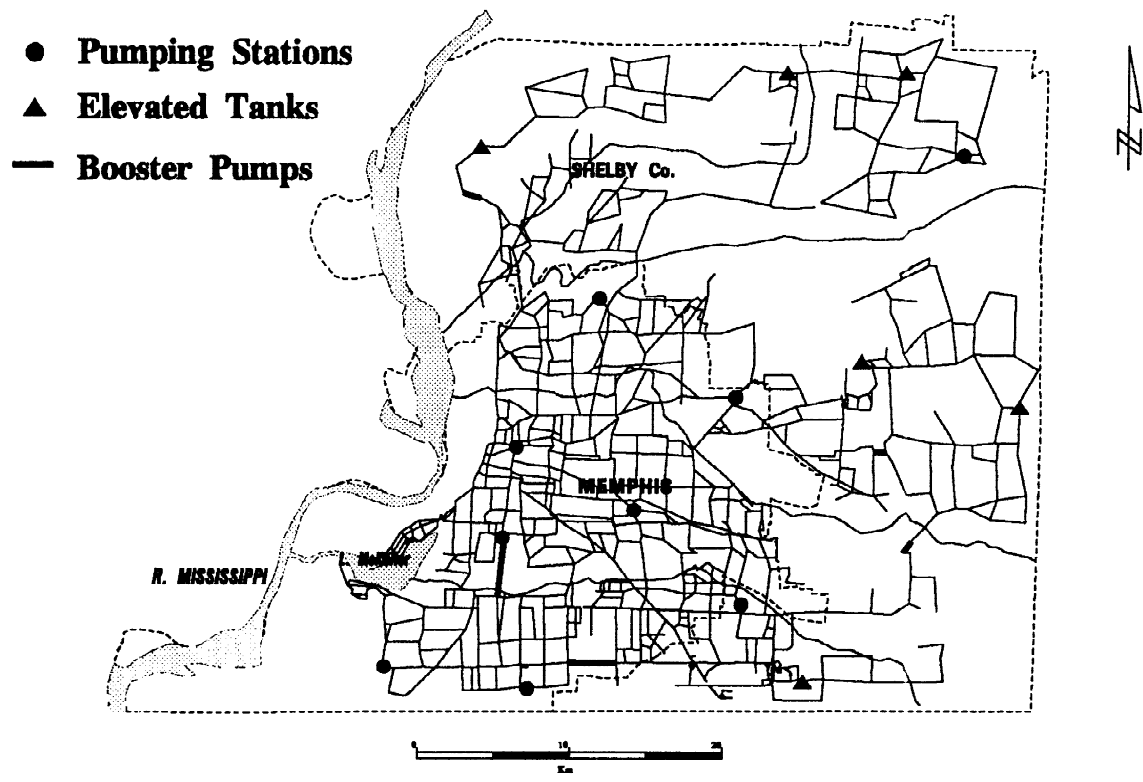 Pumping Stations
Elevated Tanks
Booster Pumps
SHELBY Co.
MEMPHIS
R. MISSISSIPPI
N
0 10 20
Km